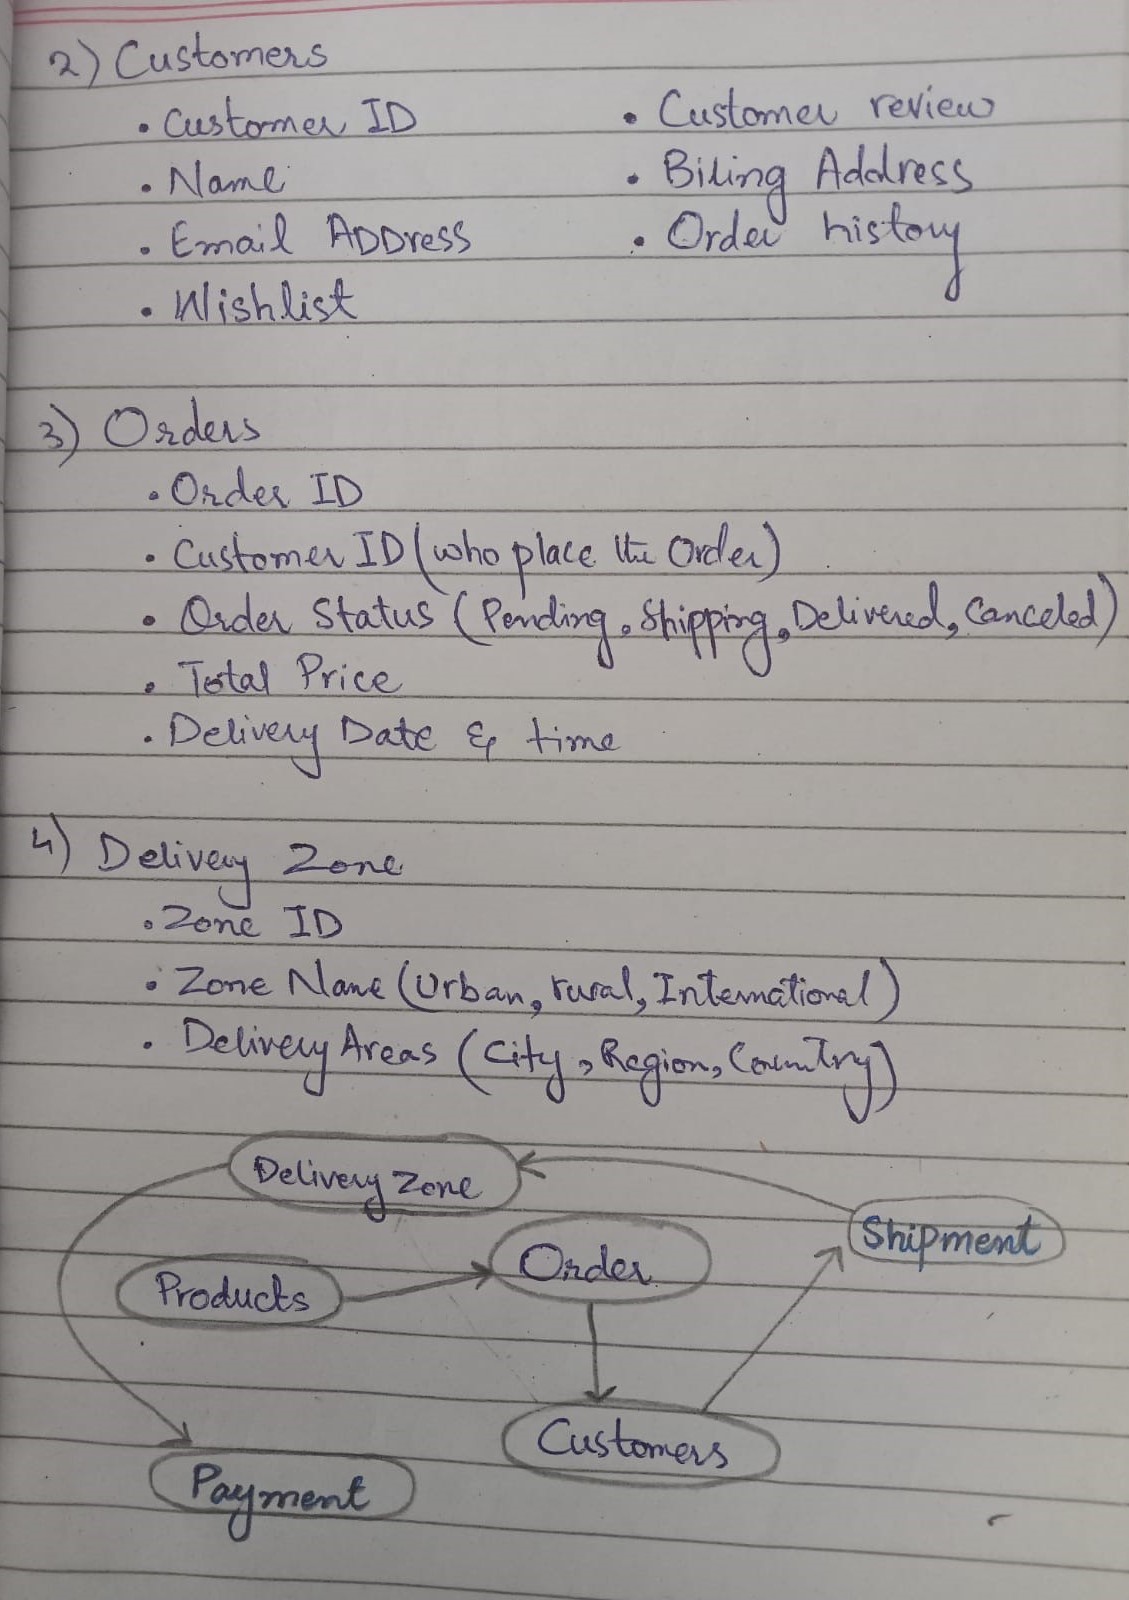 2) Customers
• Customer ID
• Name
• Email ADDress
• Wishlist
• Customer review
• Biling Address
• Order history
3) Orders
• Order ID
• Customer ID (who place the Order)
• Order Status (Pending, Shipping, Delivered, Canceled)
• Total Price
• Delivery Date & time
4) Delivery Zone
• Zone ID
• Zone Name (Urban, rural, International)
• Delivery Areas (City, Region, Country)
Delivery Zone
Shipment
Order
Products
Customers
Payment